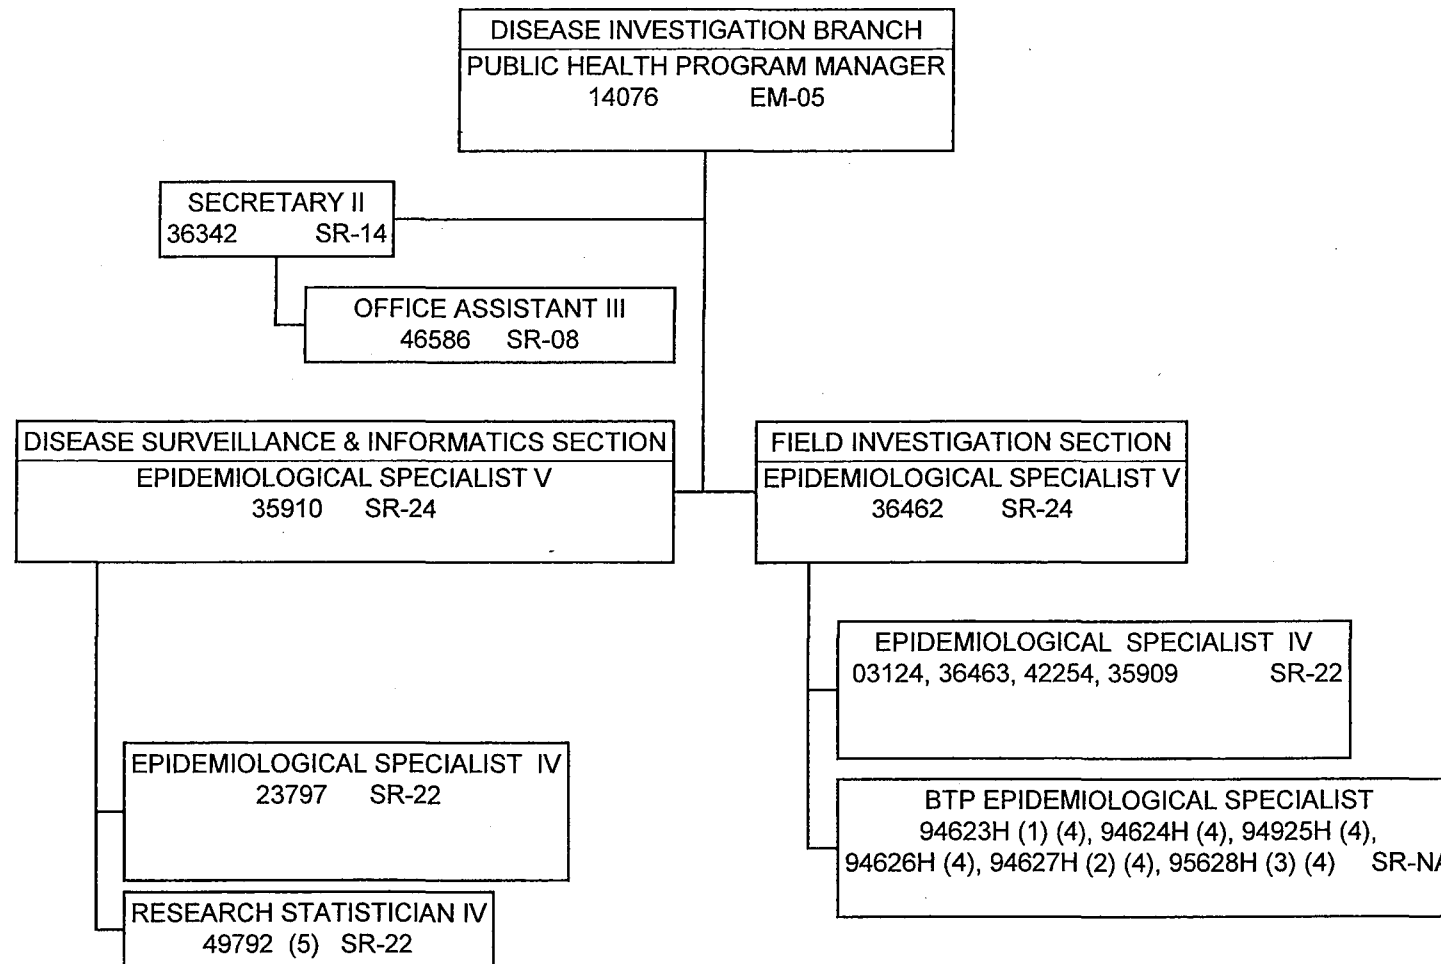 DISEASE INVESTIGATION BRANCH
PUBLIC HEALTH PROGRAM MANAGER
14076 EM-05
SECRETARY II
36342 SR-14
OFFICE ASSISTANT III
46586 SR-08
DISEASE SURVEILLANCE & INFORMATICS SECTION
EPIDEMIOLOGICAL SPECIALIST V
35910 SR-24
FIELD INVESTIGATION SECTION
EPIDEMIOLOGICAL SPECIALIST V
36462 SR-24
EPIDEMIOLOGICAL SPECIALIST IV
23797 SR-22
RESEARCH STATISTICIAN IV
49792 (5) SR-22
EPIDEMIOLOGICAL SPECIALIST IV
03124, 36463, 42254, 35909 SR-22
BTP EPIDEMIOLOGICAL SPECIALIST
94623H (1) (4), 94624H (4), 94925H (4),
94626H (4), 94627H (2) (4), 95628H (3) (4) SR-NA